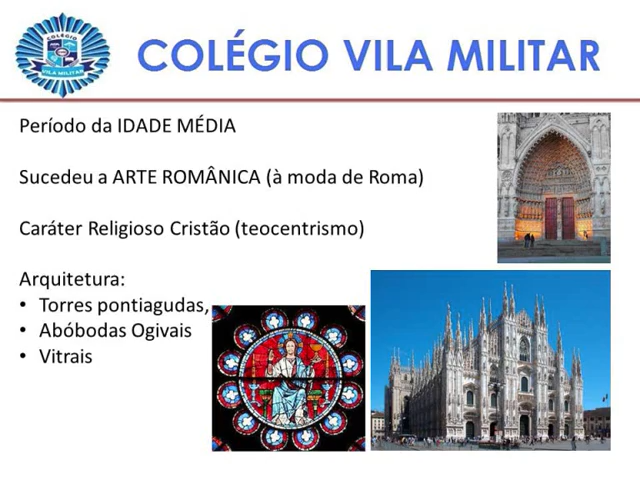 COLÉGIO
VILA MILITAR
COLÉGIO VILA MILITAR
Período da IDADE MÉDIA
Sucedeu a ARTE ROMÂNICA (à moda de Roma)
Caráter Religioso Cristão (teocentrismo)
Arquitetura:
• Torres pontiagudas,
• Abóbodas Ogivais
• Vitrais